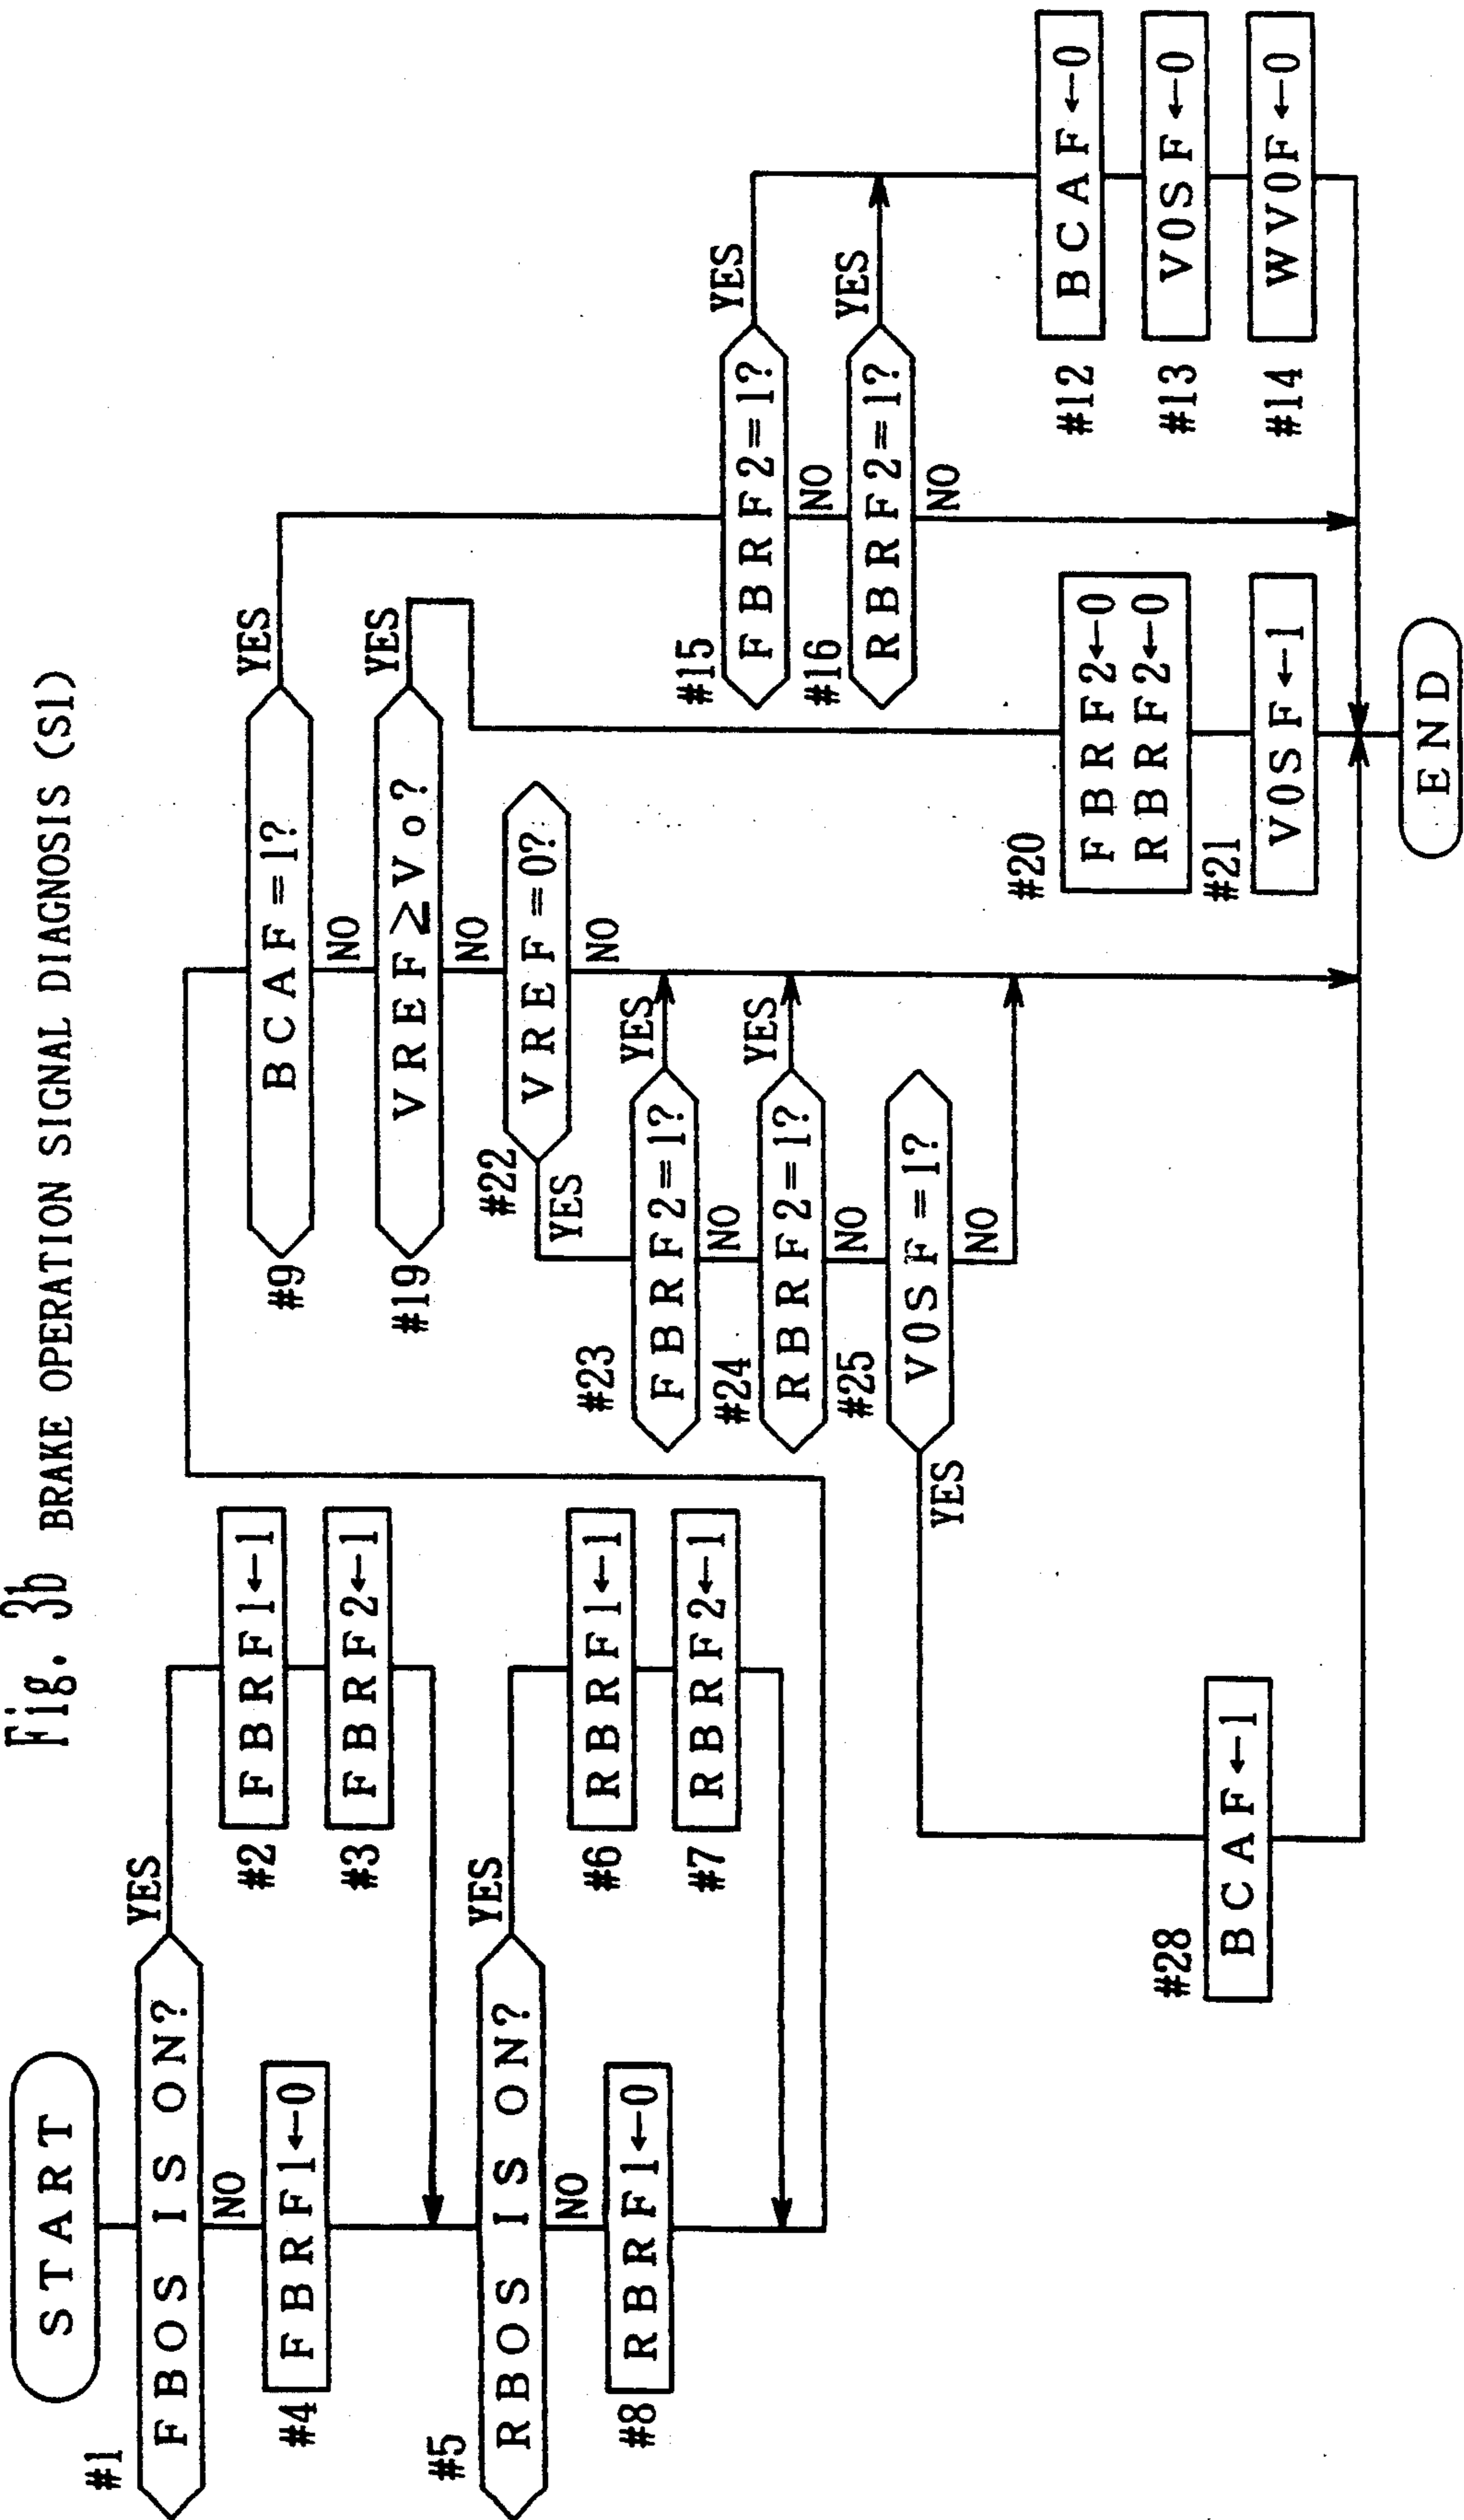 Fig. 3b BRAKE OPERATION SIGNAL DIAGNOSIS (S1)
START
#1
FBOS IS ON?
YES
NO
#2
FBRF1←1
#3
FBRF2←1
#4
FBRF1←0
#5
RBOS IS ON?
YES
NO
#6
RBRF1←1
#7
RBRF2←1
#8
RBRF1←0
#9
BCAF=1?
YES
NO
#19
VREF≥Vo?
YES
NO
#22
VREF=0?
YES
NO
#23
FBRF2=1?
YES
NO
#24
RBRF2=1?
YES
NO
#25
V0SF=1?
YES
NO
#28
BCAF←1
#15
FBRF2=1?
YES
NO
#16
RBRF2=1?
YES
NO
#20
FBRF2←0
RBRF2←0
#21
V0SF←1
#12
BCAF←0
#13
V0SF←0
#14
WV0F←0
END